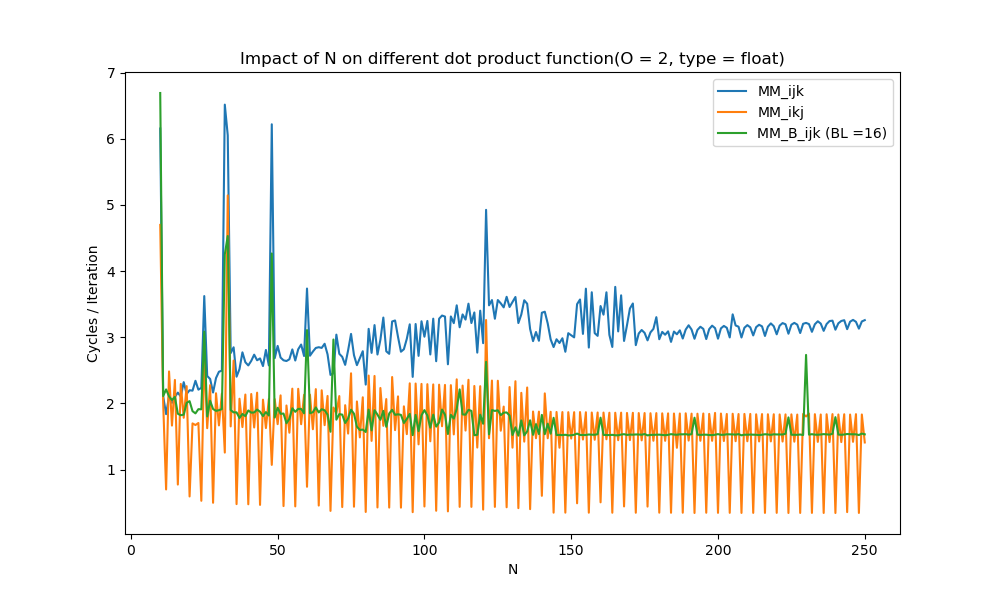 Impact of N on different dot product function(O = 2, type = float)
MM_ijk
MM_ikj
MM_B_ijk (BL =16)
Cycles / Iteration
7
6
5
4
3
2
1
0
50
100
150
200
250
N